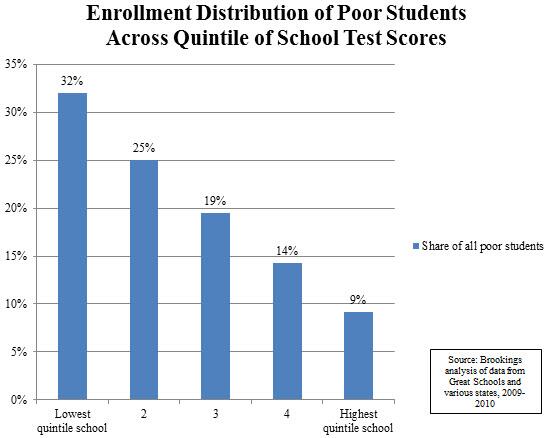 Enrollment Distribution of Poor Students
Across Quintile of School Test Scores
35%
30%
25%
20%
15%
10%
5%
0%
32%
25%
19%
14%
9%
Lowest
quintile school
2
3
4
Highest
quintile school
Share of all poor students
Source: Brookings
analysis of data from
Great Schools and
various states, 2009-
2010